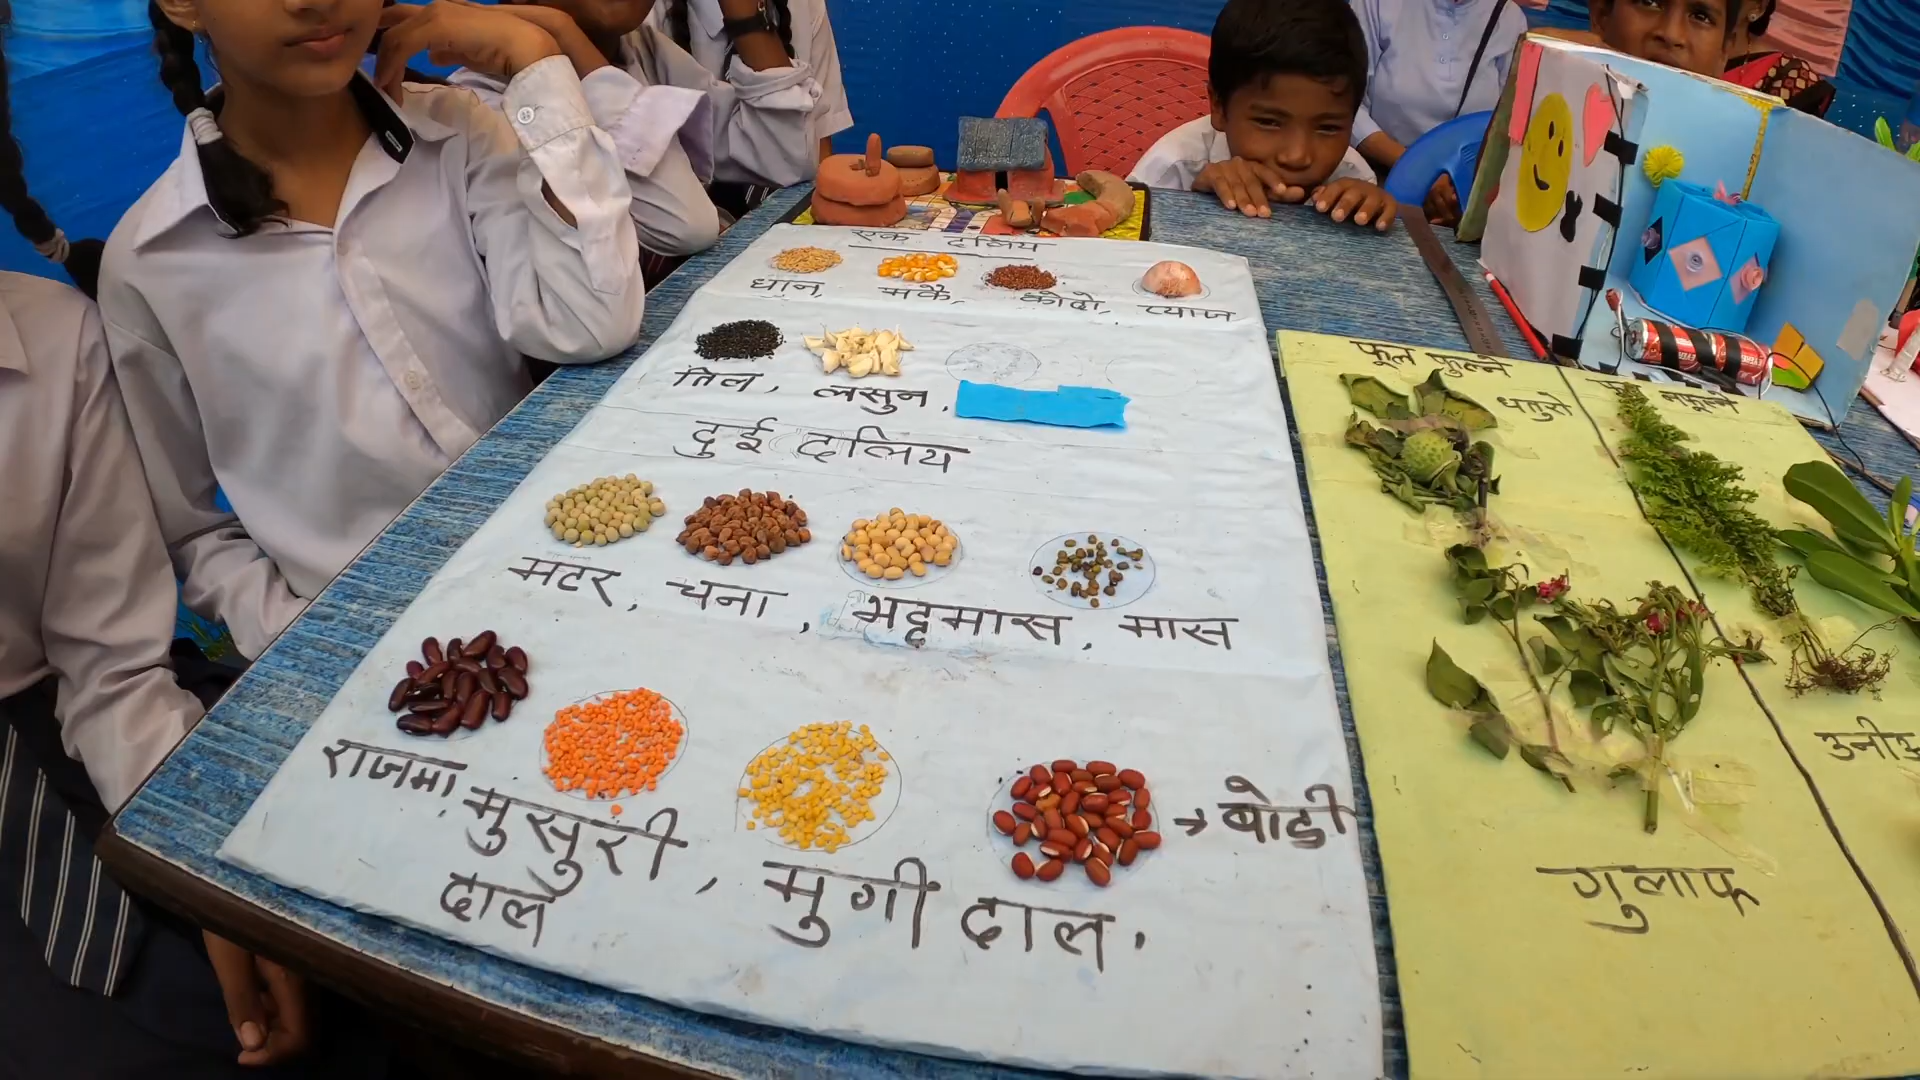 एक दलिय
धान, मकै, कोदो, प्याज
तिल, लसुन,
दुई दलिय
मटर, चना, भट्टमास, मास
राजमा, मुसुरी दाल, मुगी दाल.
→ बोडी
फूल फुल्ने
धतुरो
गुलाफ